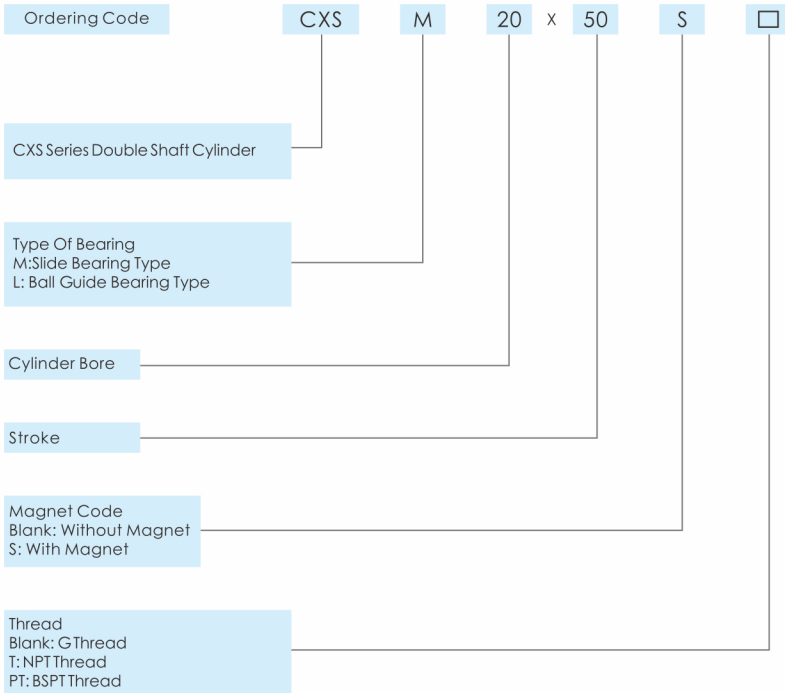 Ordering Code CXS M 20 X 50 S □
CXS Series Double Shaft Cylinder
Type Of Bearing
M:Slide Bearing Type
L: Ball Guide Bearing Type
Cylinder Bore
Stroke
Magnet Code
Blank: Without Magnet
S: With Magnet
Thread
Blank: G Thread
T: NPT Thread
PT: BSPT Thread